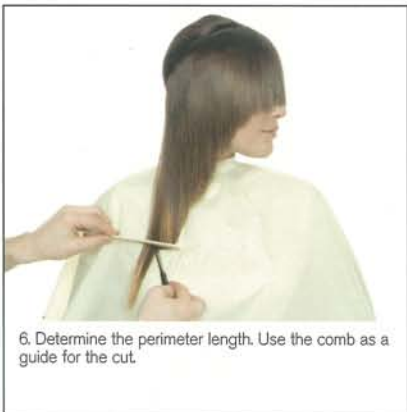 6. Determine the perimeter length. Use the comb as a
guide for the cut.